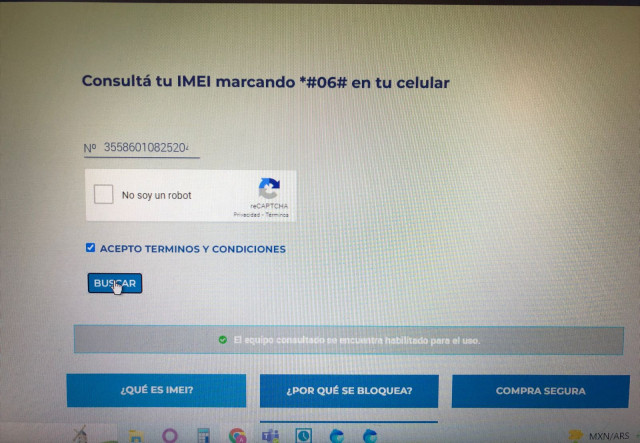 Consultá tu IMEI marcando *#06# en tu celular
Nº 35586010825204
No soy un robot
reCAPTCHA
Privacidad - Términos
ACEPTO TERMINOS Y CONDICIONES
BUSCAR
El equipo consultado se encuentra habilitado para el uso.
¿QUÉ ES IMEI?
¿POR QUÉ SE BLOQUEA?
COMPRA SEGURA
MXN/ARS